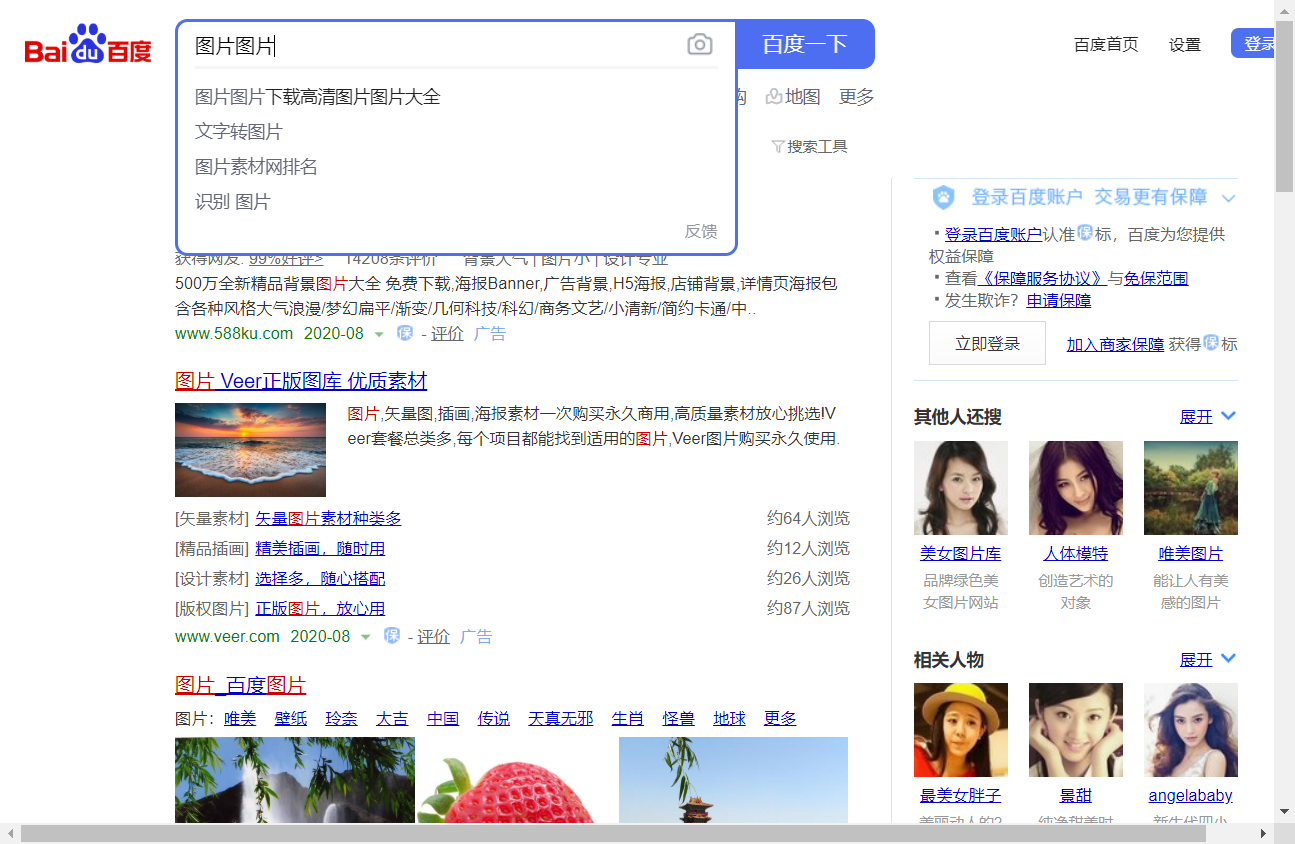 Bai du 百度
图片图片
百度一下
百度首页
设置
登录
图片图片下载高清图片图片大全
文字转图片
图片素材网排名
识别 图片
反馈
地图
更多
搜索工具
获得网友: 99%好评> 14208条评价 背景大气 | 图片小 | 设计专业
500万全新精品背景图片大全 免费下载,海报Banner,广告背景,H5海报,店铺背景,详情页海报包
含各种风格大气浪漫/梦幻扁平/渐变/几何科技/科幻/商务文艺/小清新/简约卡通/中..
www.588ku.com 2020-08 保 - 评价 广告
图片 Veer正版图库 优质素材
图片,矢量图,插画,海报素材一次购买永久商用,高质量素材放心挑选!V
eer套餐总类多,每个项目都能找到适用的图片,Veer图片购买永久使用.
[矢量素材] 矢量图片素材种类多 约64人浏览
[精品插画] 精美插画，随时用 约12人浏览
[设计素材] 选择多，随心搭配 约26人浏览
[版权图片] 正版图片，放心用 约87人浏览
www.veer.com 2020-08 保 - 评价 广告
图片_百度图片
图片: 唯美 壁纸 玲奈 大吉 中国 传说 天真无邪 生肖 怪兽 地球 更多
登录百度账户 交易更有保障
·登录百度账户认准保标，百度为您提供
权益保障
·查看《保障服务协议》与免保范围
·发生欺诈? 申请保障
立即登录
加入商家保障 获得保标
其他人还搜 展开
美女图片库 人体模特 唯美图片
品牌绿色美 创造艺术的 能让人有美
女图片网站 对象 感的图片
相关人物 展开
最美女胖子 景甜 angelababy